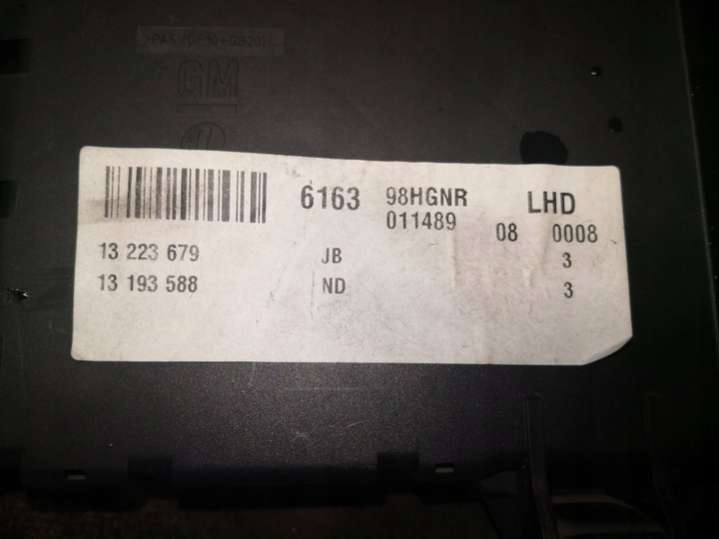 GM
6163 98HGNR LHD
011489 08 0008
13 223 679 JB 3
13 193 588 ND 3